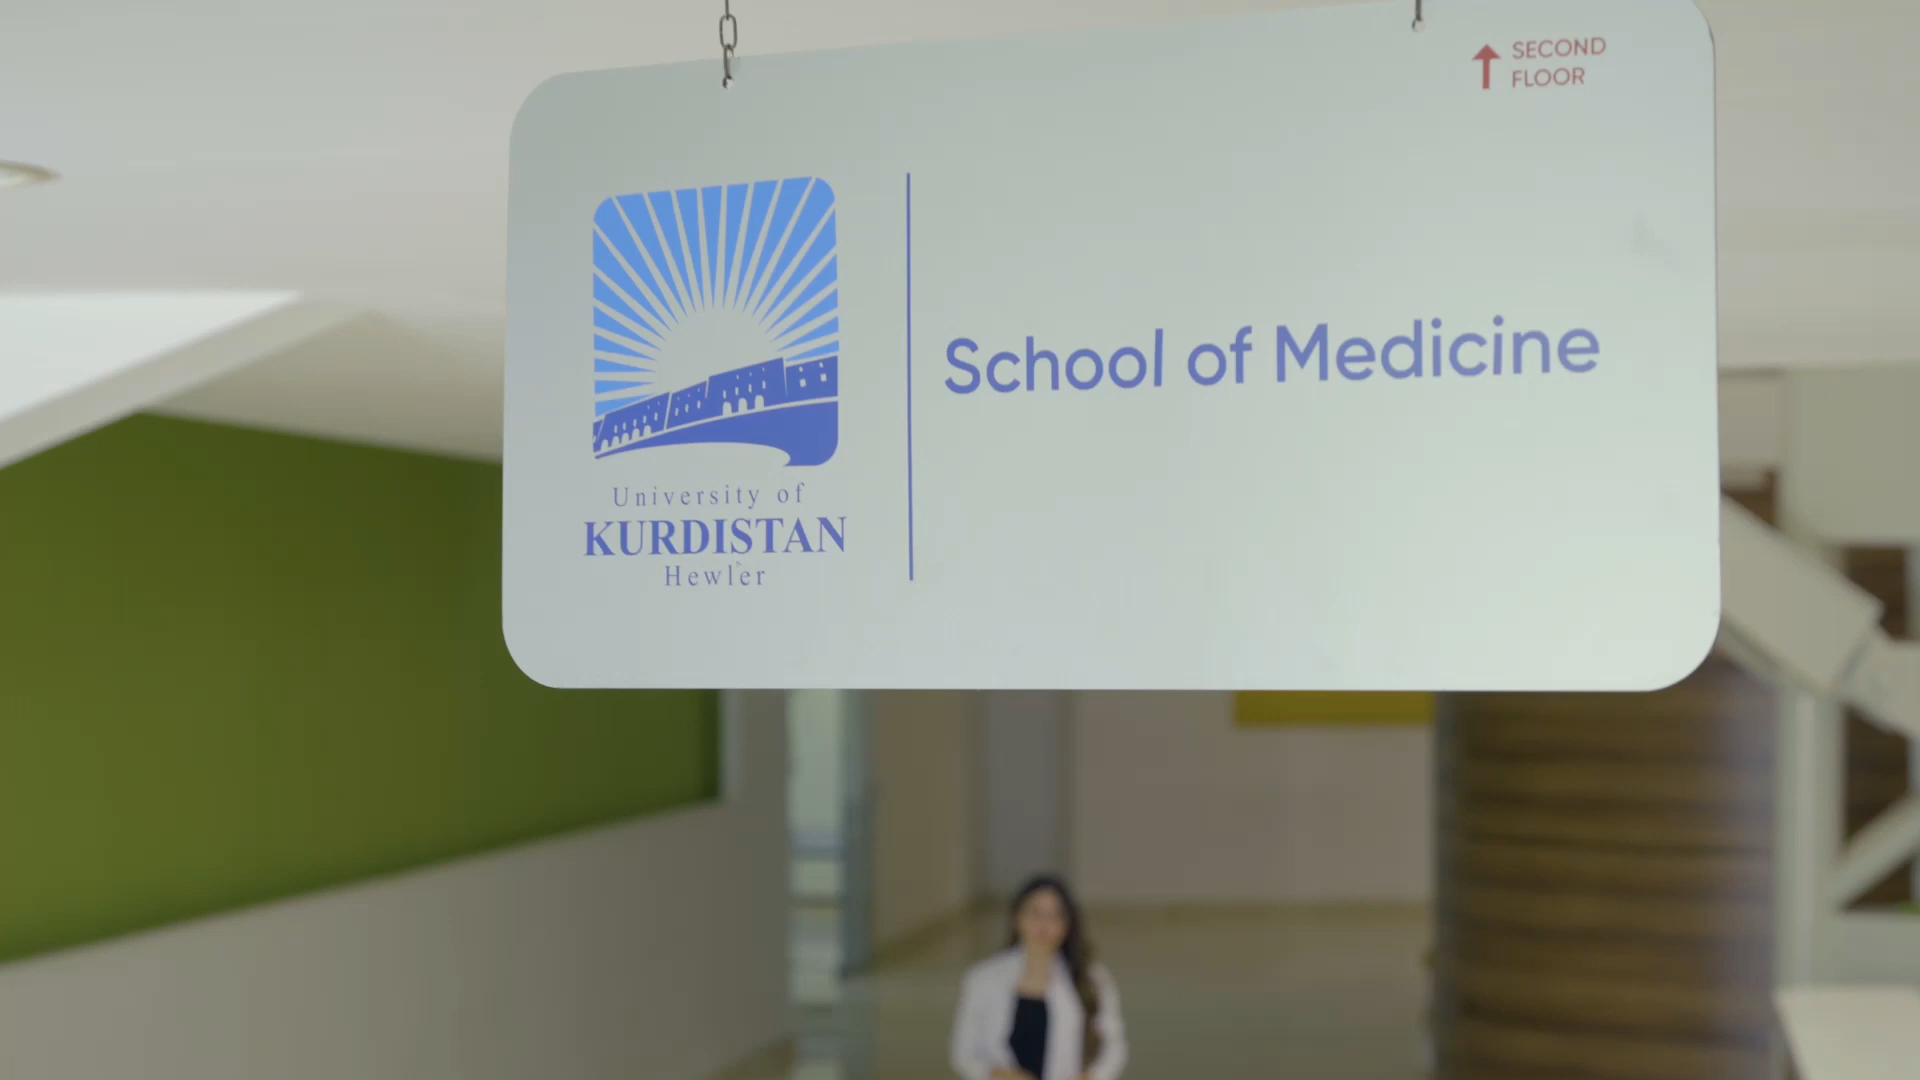 SECOND
FLOOR
School of Medicine
University of
KURDISTAN
Hewler